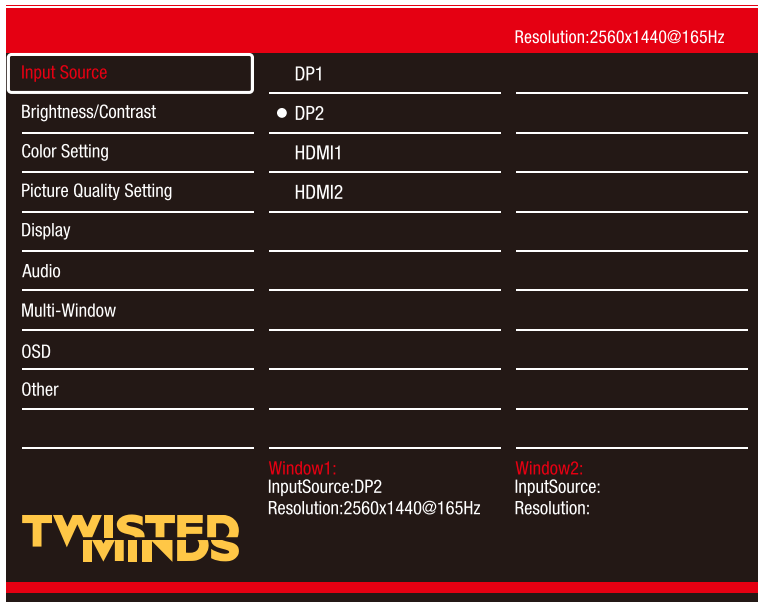 Resolution:2560x1440@165Hz
Input Source
DP1
Brightness/Contrast
DP2
Color Setting
HDMI1
Picture Quality Setting
HDMI2
Display
Audio
Multi-Window
OSD
Other
Window1:
InputSource:DP2
Resolution:2560x1440@165Hz
Window2:
InputSource:
Resolution:
TWISTED
MINDS